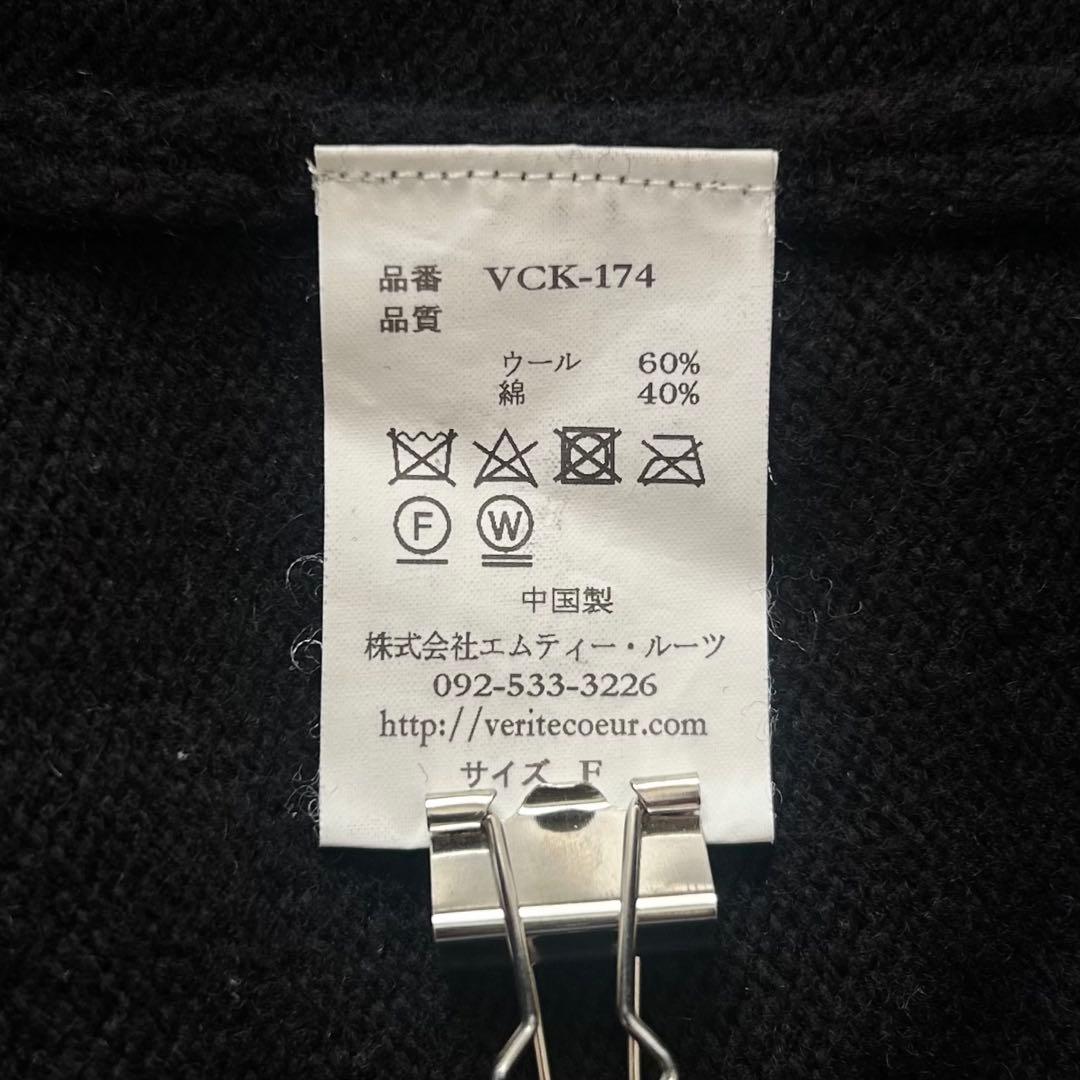 品番 VCK-174
品質
ウール 60%
綿 40%
F W
中国製
株式会社エムティー・ルーツ
092-533-3226
http://veritecoeur.com
サイズ F